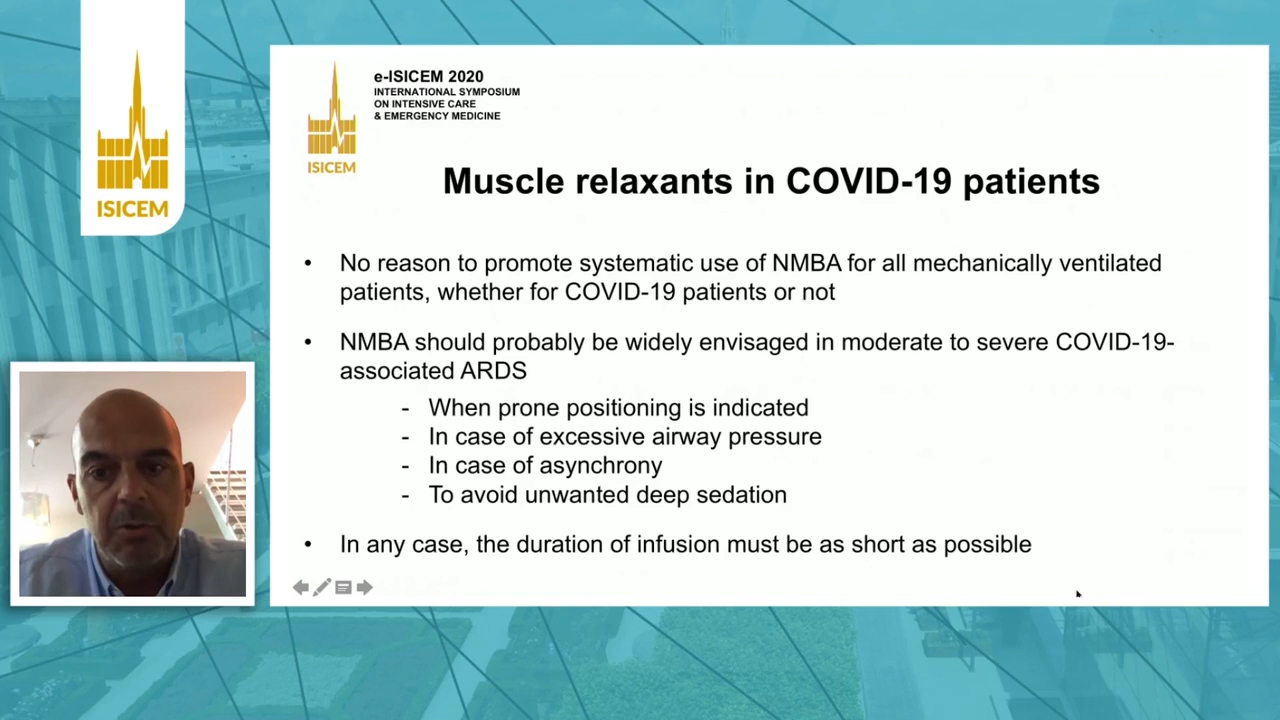 ISICEM
e-ISICEM 2020
INTERNATIONAL SYMPOSIUM
ON INTENSIVE CARE
& EMERGENCY MEDICINE
ISICEM
Muscle relaxants in COVID-19 patients
• No reason to promote systematic use of NMBA for all mechanically ventilated
patients, whether for COVID-19 patients or not
• NMBA should probably be widely envisaged in moderate to severe COVID-19-
associated ARDS
- When prone positioning is indicated
- In case of excessive airway pressure
- In case of asynchrony
- To avoid unwanted deep sedation
• In any case, the duration of infusion must be as short as possible